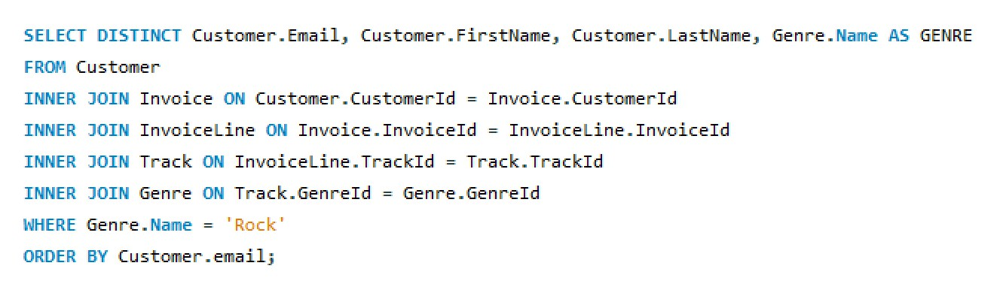 SELECT DISTINCT Customer.Email, Customer.FirstName, Customer.LastName, Genre.Name AS GENRE
FROM Customer
INNER JOIN Invoice ON Customer.CustomerId = Invoice.CustomerId
INNER JOIN InvoiceLine ON Invoice.InvoiceId = InvoiceLine.InvoiceId
INNER JOIN Track ON InvoiceLine.TrackId = Track.TrackId
INNER JOIN Genre ON Track.GenreId = Genre.GenreId
WHERE Genre.Name = 'Rock'
ORDER BY Customer.email;